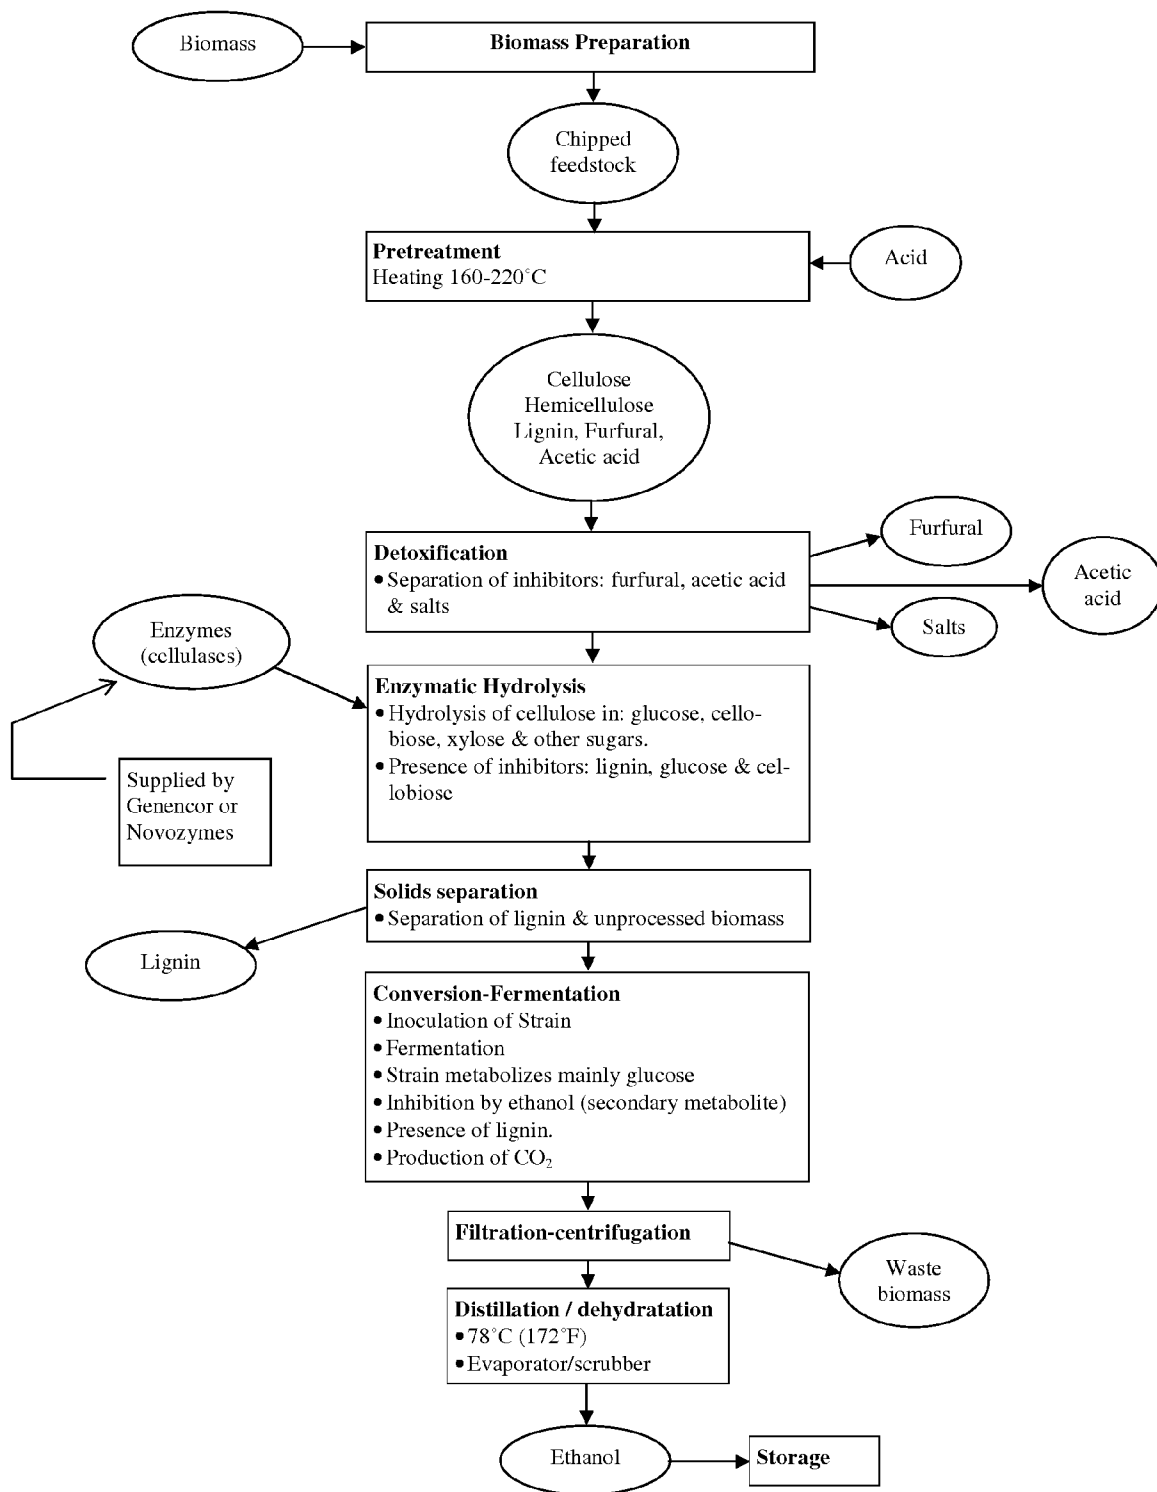 Biomass
Biomass Preparation
Chipped
feedstock
Pretreatment
Heating 160-220°C
Acid
Cellulose
Hemicellulose
Lignin, Furfural,
Acetic acid
Detoxification
• Separation of inhibitors: furfural, acetic acid
& salts
Furfural
Acetic
acid
Salts
Enzymes
(cellulases)
Supplied by
Genencor or
Novozymes
Enzymatic Hydrolysis
• Hydrolysis of cellulose in: glucose, cello-
biose, xylose & other sugars.
• Presence of inhibitors: lignin, glucose & cel-
lobiose
Solids separation
• Separation of lignin & unprocessed biomass
Lignin
Conversion-Fermentation
• Inoculation of Strain
• Fermentation
• Strain metabolizes mainly glucose
• Inhibition by ethanol (secondary metabolite)
• Presence of lignin.
• Production of CO₂
Filtration-centrifugation
Waste
biomass
Distillation / dehydratation
• 78°C (172°F)
• Evaporator/scrubber
Ethanol
Storage